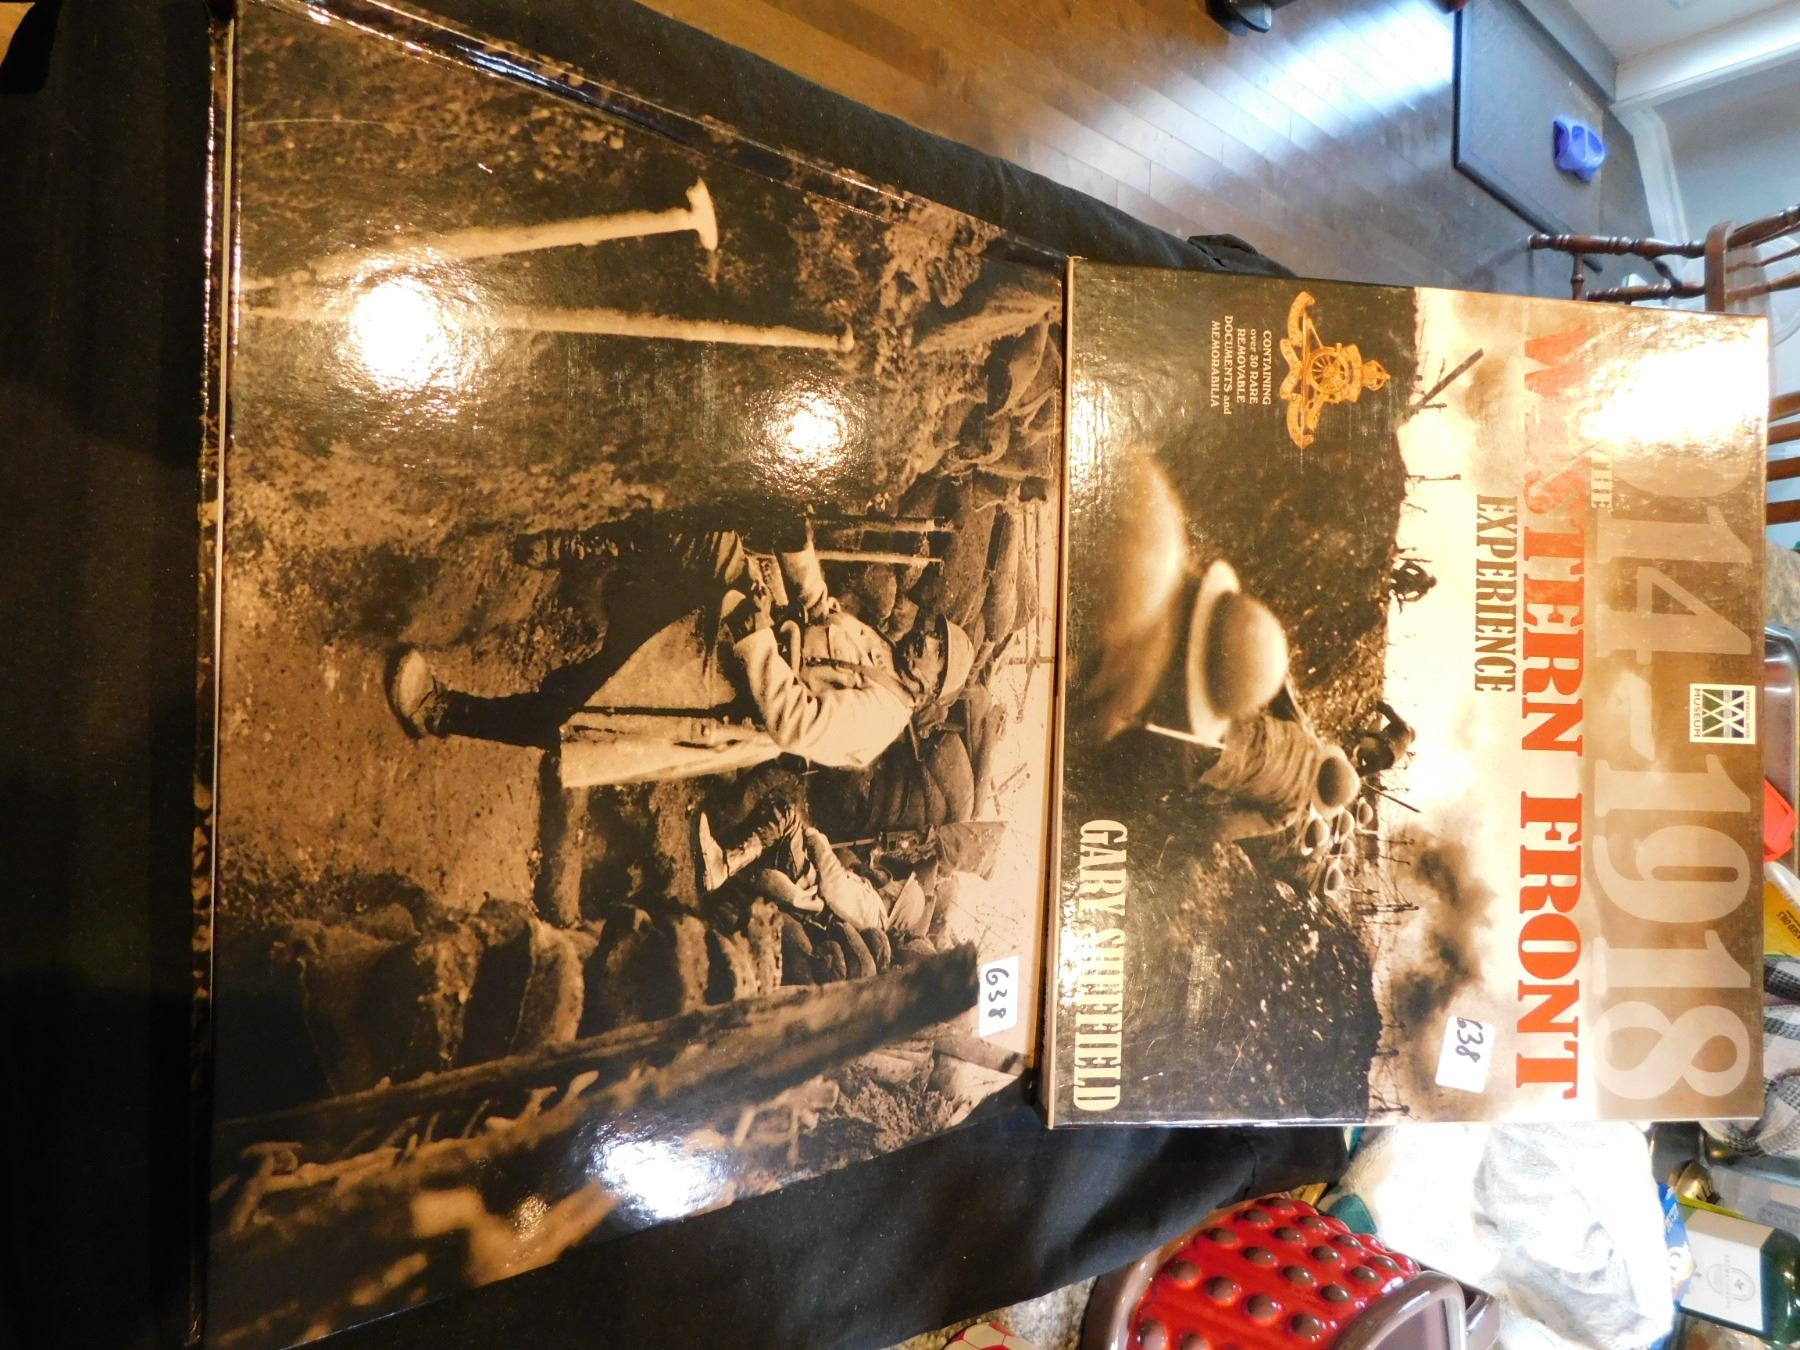 1914-1918
THE
WESTERN FRONT
EXPERIENCE
MUSEUM
CONTAINING
over 30 RARE
REMOVABLE
DOCUMENTS and
MEMORABILIA
GARY SHEFFIELD
638
638